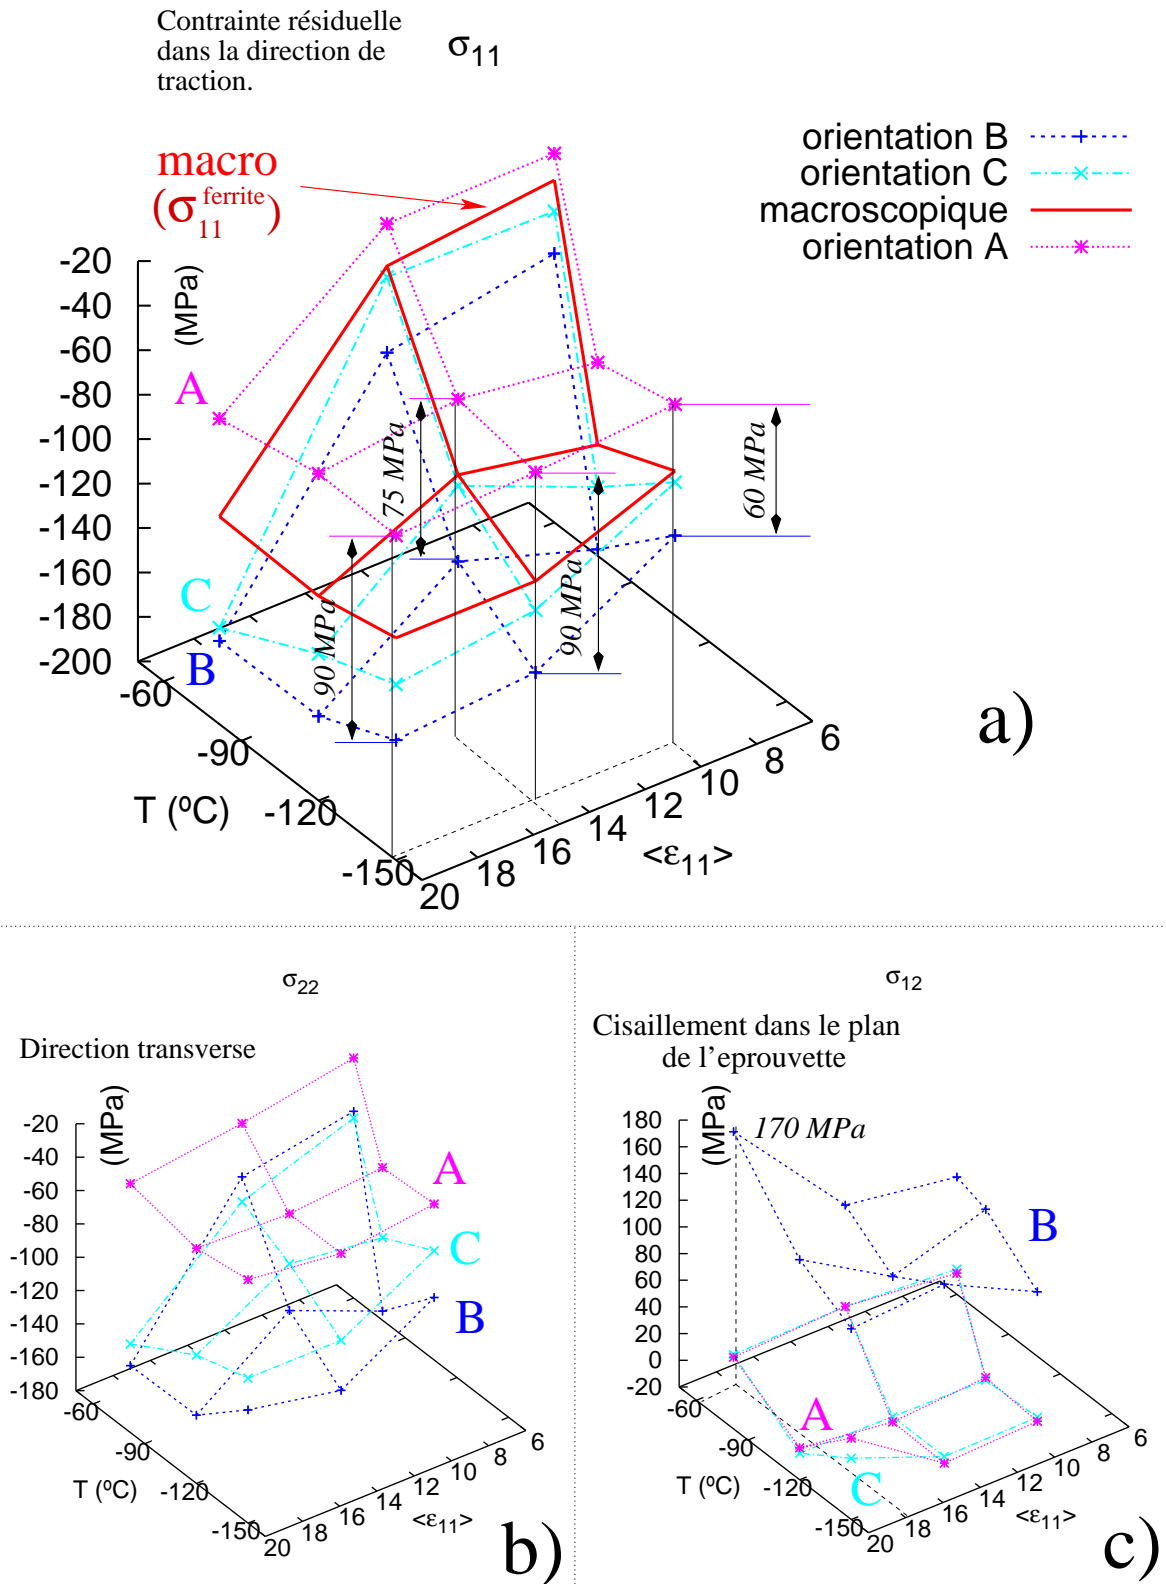 Contrainte résiduelle
dans la direction de
traction.
σ11
macro
(σ11 ferrite)
orientation B
orientation C
macroscopique
orientation A
(MPa)
-20
-40
-60
-80
-100
-120
-140
-160
-180
-200
A
C
B
75 MPa
90 MPa
90 MPa
60 MPa
-60
-90
-120
-150
T (ºC)
20
18
16
14
12
10
8
6
<ε11>
a)
σ22
Direction transverse
(MPa)
-20
-40
-60
-80
-100
-120
-140
-160
-180
A
C
B
-60
-90
-120
-150
T (ºC)
20
18
16
14
12
10
8
6
<ε11>
b)
σ12
Cisaillement dans le plan
de l'eprouvette
(MPa)
180
160
140
120
100
80
60
40
20
0
-20
170 MPa
B
A
C
-60
-90
-120
-150
T (ºC)
20
18
16
14
12
10
8
6
<ε11>
c)